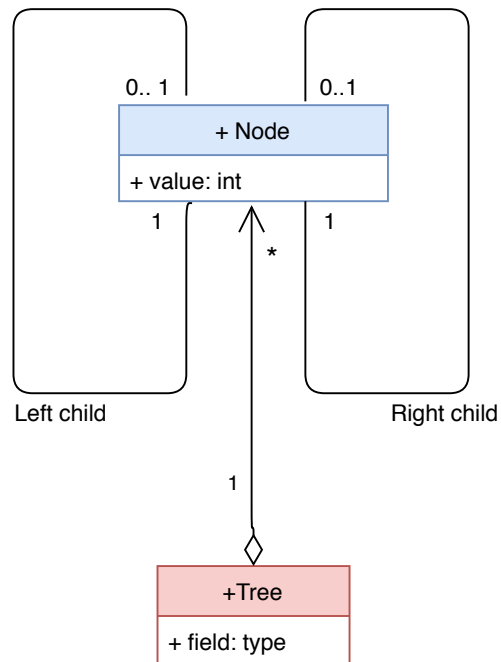 0.. 1
0..1
+ Node
+ value: int
1
1
*
Left child
Right child
1
+Tree
+ field: type